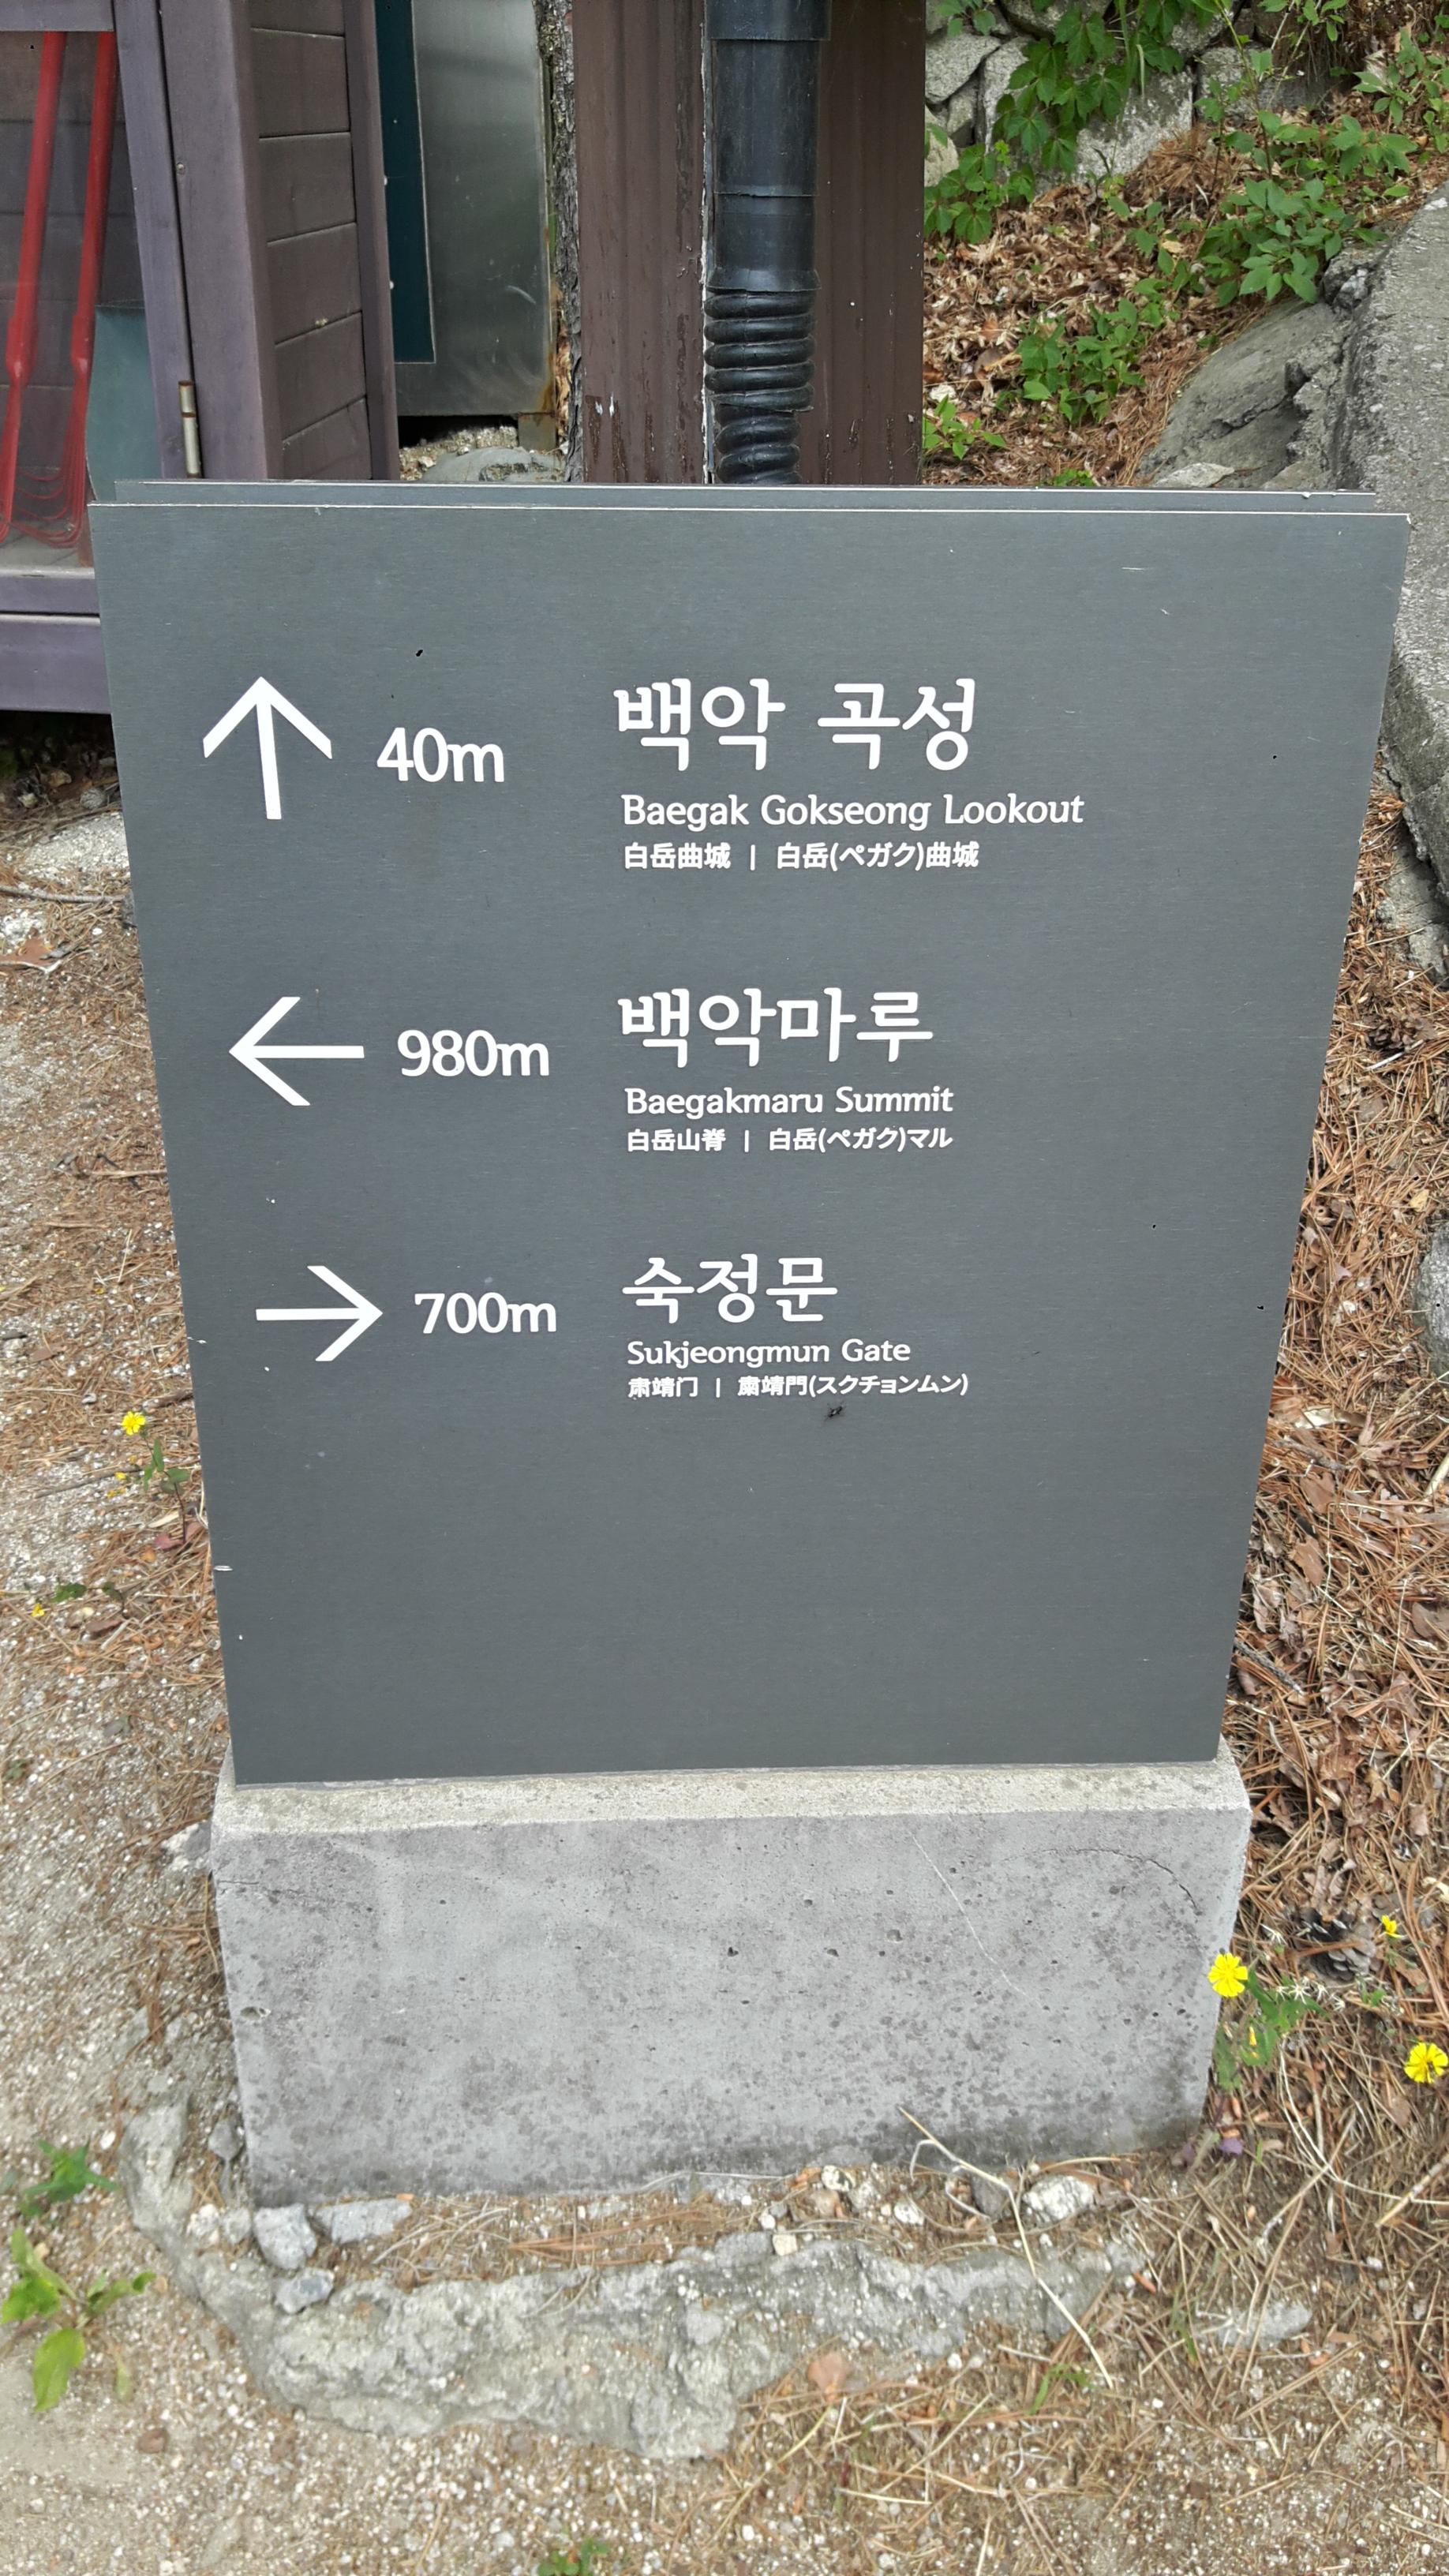 ↑ 40m 백악 곡성
Baegak Gokseong Lookout
白岳曲城 | 白岳(ペガク)曲城
← 980m 백악마루
Baegakmaru Summit
白岳山脊 | 白岳(ペガク)マル
→ 700m 숙정문
Sukjeongmun Gate
肃靖门 | 粛靖門(スクチョンムン)